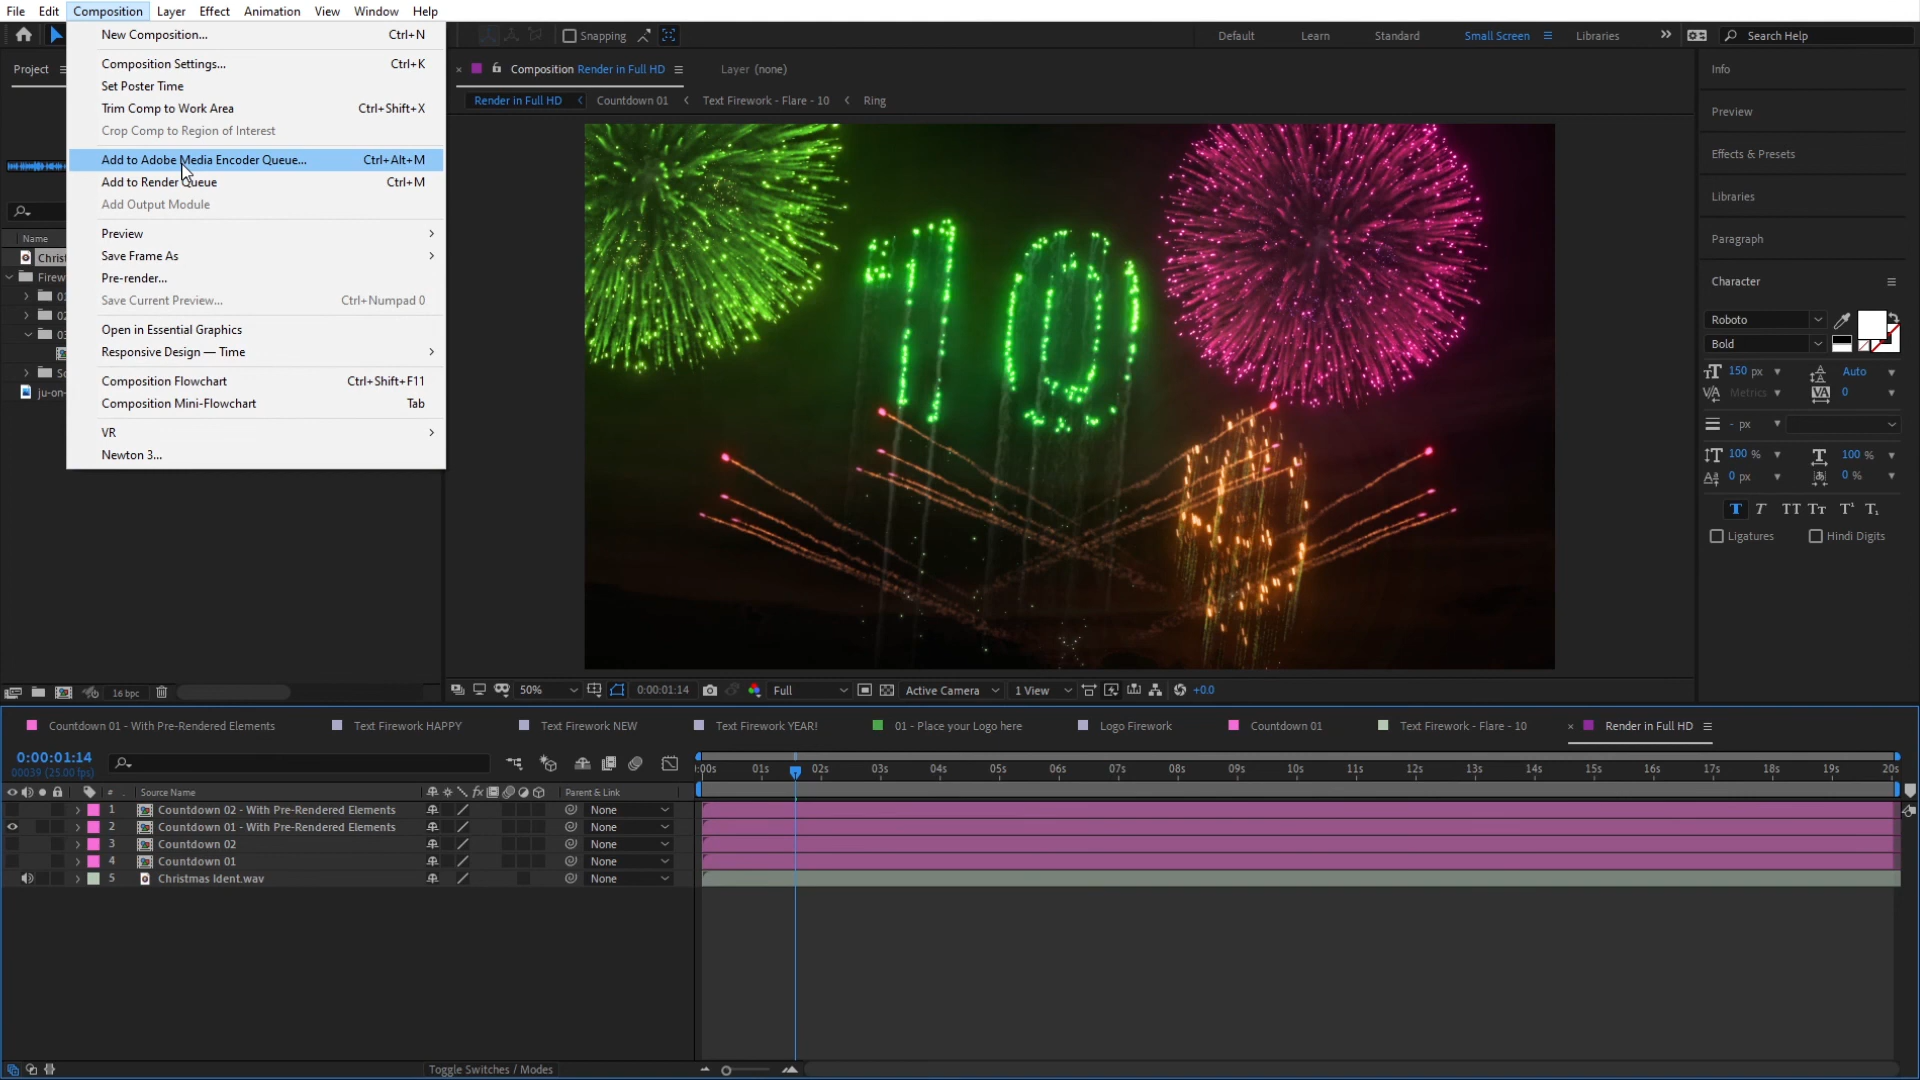 File Edit Composition Layer Effect Animation View Window Help
New Composition... Ctrl+N
Composition Settings... Ctrl+K
Set Poster Time
Trim Comp to Work Area Ctrl+Shift+X
Crop Comp to Region of Interest
Add to Adobe Media Encoder Queue... Ctrl+Alt+M
Add to Render Queue Ctrl+M
Add Output Module
Preview
Save Frame As
Pre-render...
Save Current Preview... Ctrl+Numpad 0
Open in Essential Graphics
Responsive Design — Time
Composition Flowchart Ctrl+Shift+F11
Composition Mini-Flowchart Tab
VR
Newton 3...
Snapping
Default Learn Standard Small Screen Libraries
Search Help
Project
Name
16 bpc
Composition Render in Full HD
Layer (none)
Render in Full HD Countdown 01 Text Firework - Flare - 10 Ring
10
50% 0:00:01:14 Full Active Camera 1 View +0.0
Info
Preview
Effects & Presets
Libraries
Paragraph
Character
Roboto
Bold
150 px Auto
Metrics 0
- px
100 % 100 %
0 px 0 %
T T TT Tт T¹ T₁
Ligatures Hindi Digits
Countdown 01 - With Pre-Rendered Elements Text Firework HAPPY Text Firework NEW Text Firework YEAR! 01 - Place your Logo here Logo Firework Countdown 01 Text Firework - Flare - 10 Render in Full HD
0:00:01:14
00039 (25.00 fps)
:00s 01s 02s 03s 04s 05s 06s 07s 08s 09s 10s 11s 12s 13s 14s 15s 16s 17s 18s 19s 20s
# Source Name fx Parent & Link
1 Countdown 02 - With Pre-Rendered Elements None
2 Countdown 01 - With Pre-Rendered Elements None
3 Countdown 02 None
4 Countdown 01 None
5 Christmas Ident.wav None
Toggle Switches / Modes